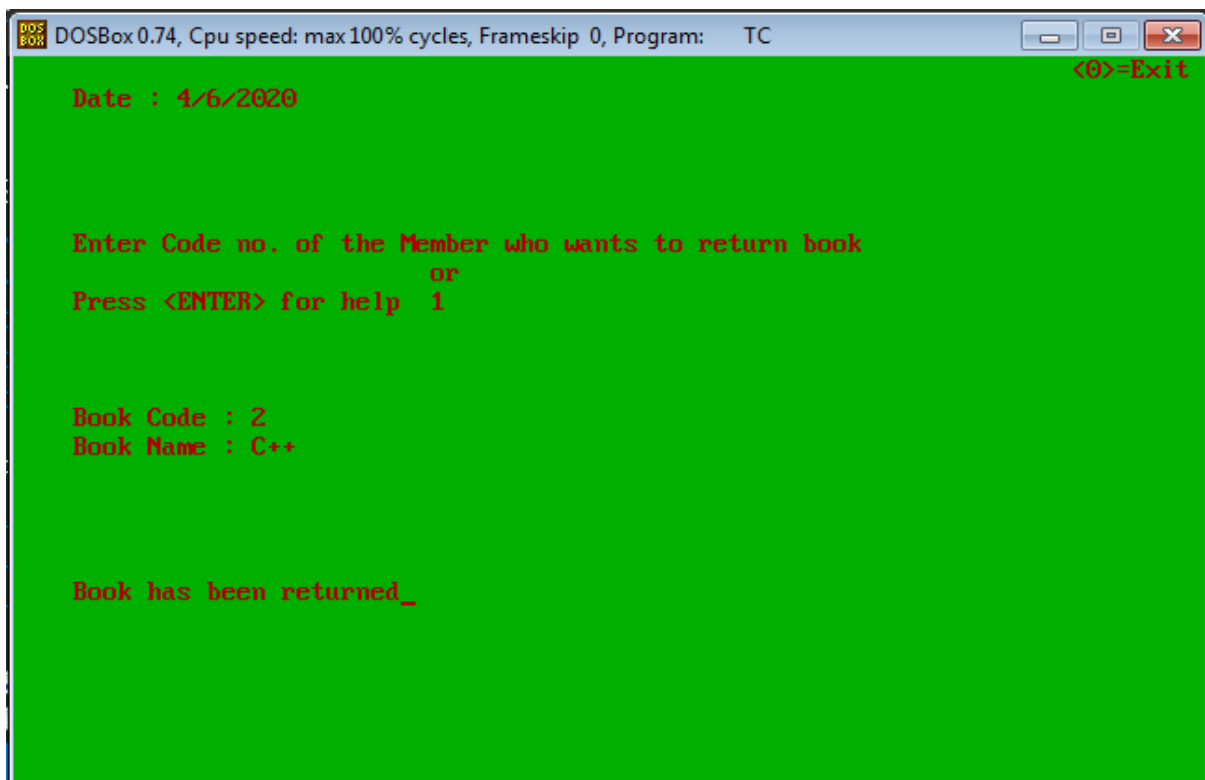 DOS BOX DOSBox 0.74, Cpu speed: max 100% cycles, Frameskip 0, Program: TC
<0>=Exit
Date : 4/6/2020
Enter Code no. of the Member who wants to return book
or
Press <ENTER> for help 1
Book Code : 2
Book Name : C++
Book has been returned_